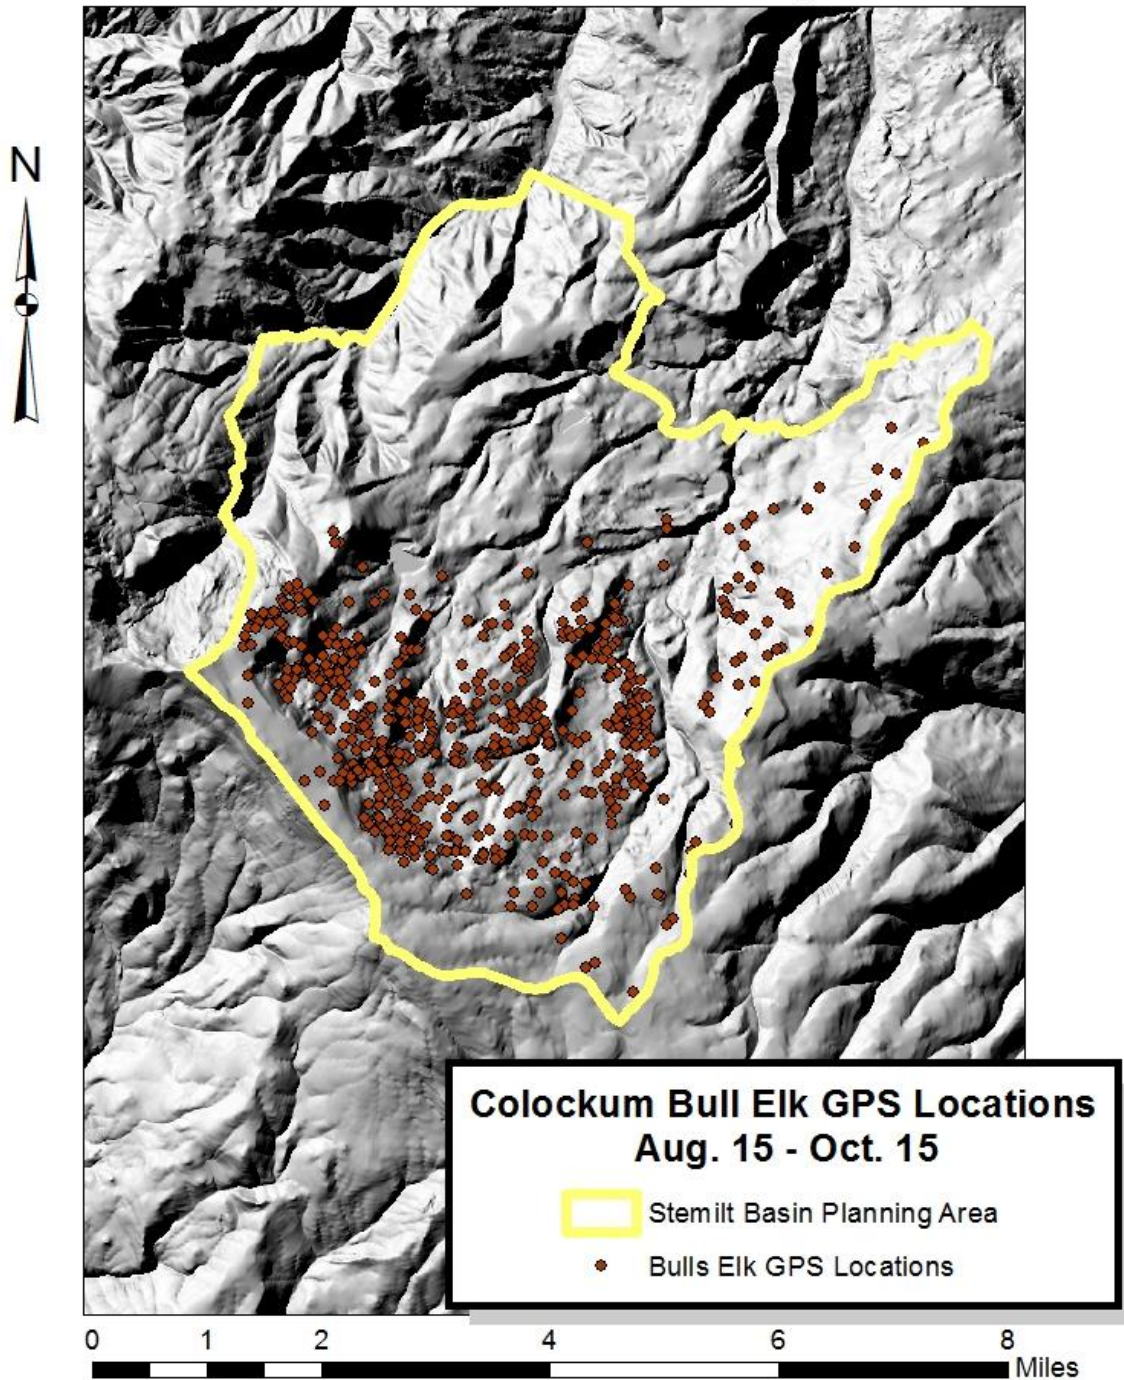 N
Colockum Bull Elk GPS Locations
Aug. 15 - Oct. 15
Stemilt Basin Planning Area
Bulls Elk GPS Locations
0 1 2 4 6 8
Miles